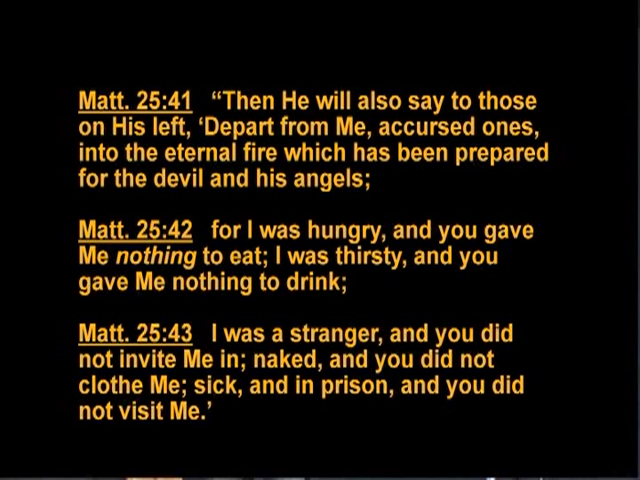 Matt. 25:41   “Then He will also say to those
on His left, ‘Depart from Me, accursed ones,
into the eternal fire which has been prepared
for the devil and his angels;
Matt. 25:42   for I was hungry, and you gave
Me nothing to eat; I was thirsty, and you
gave Me nothing to drink;
Matt. 25:43   I was a stranger, and you did
not invite Me in; naked, and you did not
clothe Me; sick, and in prison, and you did
not visit Me.’